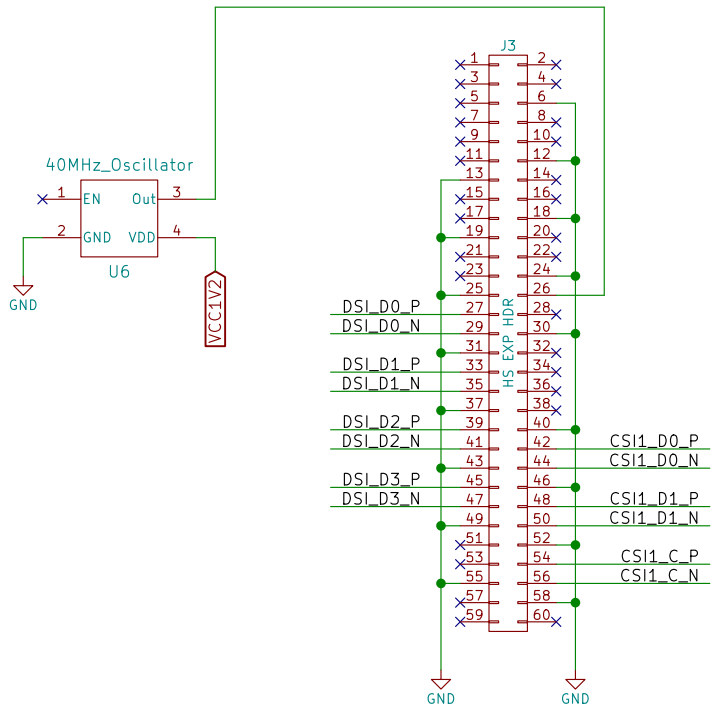 J3
1 2
3 4
5 6
7 8
9 10
11 12
40MHz_Oscillator
13 14
1 EN Out 3
15 16
17 18
2 GND VDD 4
19 20
21 22
U6
23 24
GND
VCC1V2
25 26
HS EXP HDR
DSI_D0_P 27 28
DSI_D0_N 29 30
31 32
DSI_D1_P 33 34
DSI_D1_N 35 36
37 38
DSI_D2_P 39 40
DSI_D2_N 41 42 CSI1_D0_P
43 44 CSI1_D0_N
DSI_D3_P 45 46
DSI_D3_N 47 48 CSI1_D1_P
49 50 CSI1_D1_N
51 52
53 54 CSI1_C_P
55 56 CSI1_C_N
57 58
59 60
GND GND